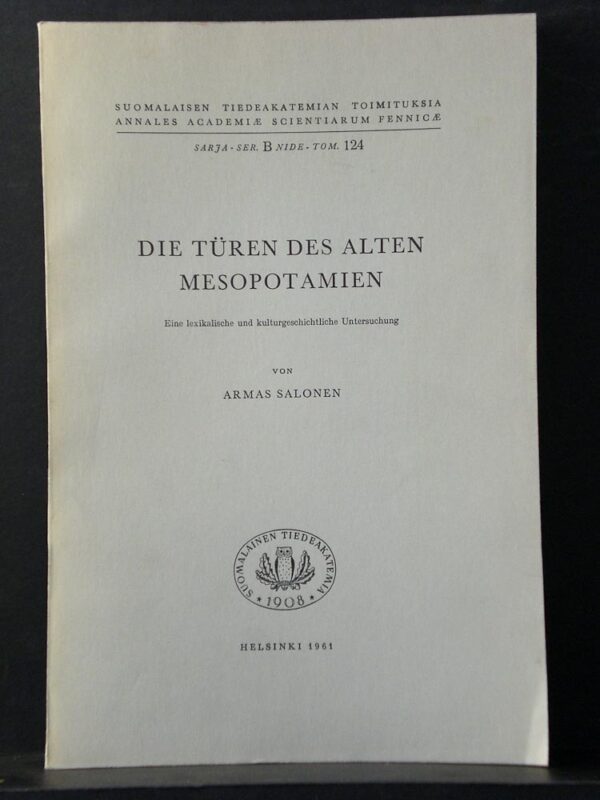 SUOMALAISEN TIEDEAKATEMIAN TOIMITUKSIA
ANNALES ACADEMIÆ SCIENTIARUM FENNICÆ
SARJA - SER. B NIDE - TOM. 124
DIE TÜREN DES ALTEN
MESOPOTAMIEN
Eine lexikalische und kulturgeschichtliche Untersuchung
VON
ARMAS SALONEN
SUOMALAINEN TIEDEAKATEMIA
* 1908 *
HELSINKI 1961